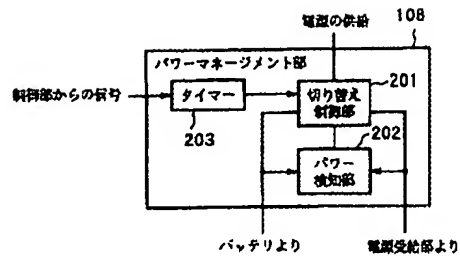 電源の供給
108
パワーマネージメント部
制御部からの信号
タイマー
203
切り替え
制御部
201
202
パワー
検知部
バッテリより
電源受給部より